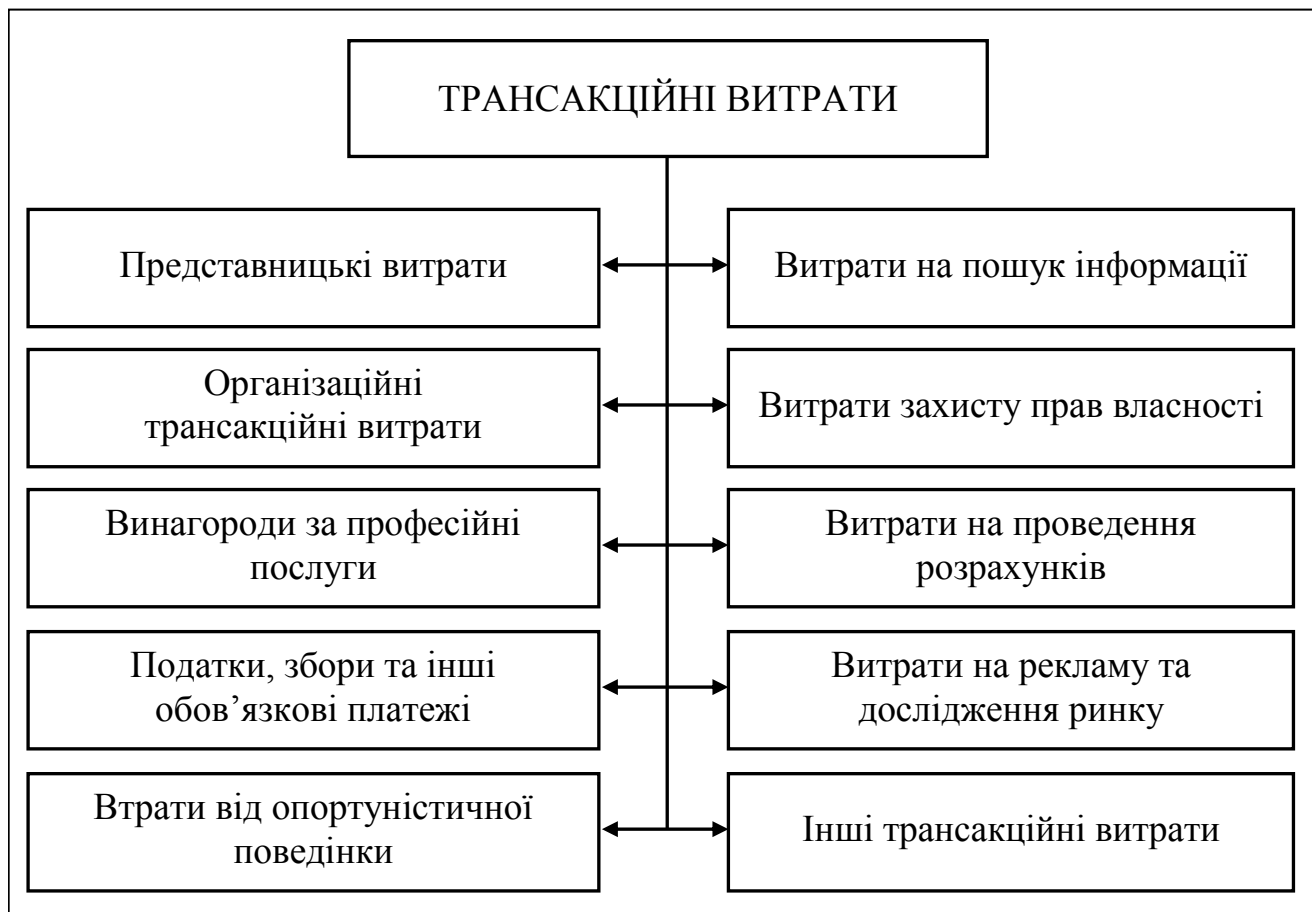 ТРАНСАКЦІЙНІ ВИТРАТИ
Представницькі витрати
Витрати на пошук інформації
Організаційні
трансакційні витрати
Витрати захисту прав власності
Винагороди за професійні
послуги
Витрати на проведення
розрахунків
Податки, збори та інші
обов’язкові платежі
Витрати на рекламу та
дослідження ринку
Втрати від опортуністичної
поведінки
Інші трансакційні витрати